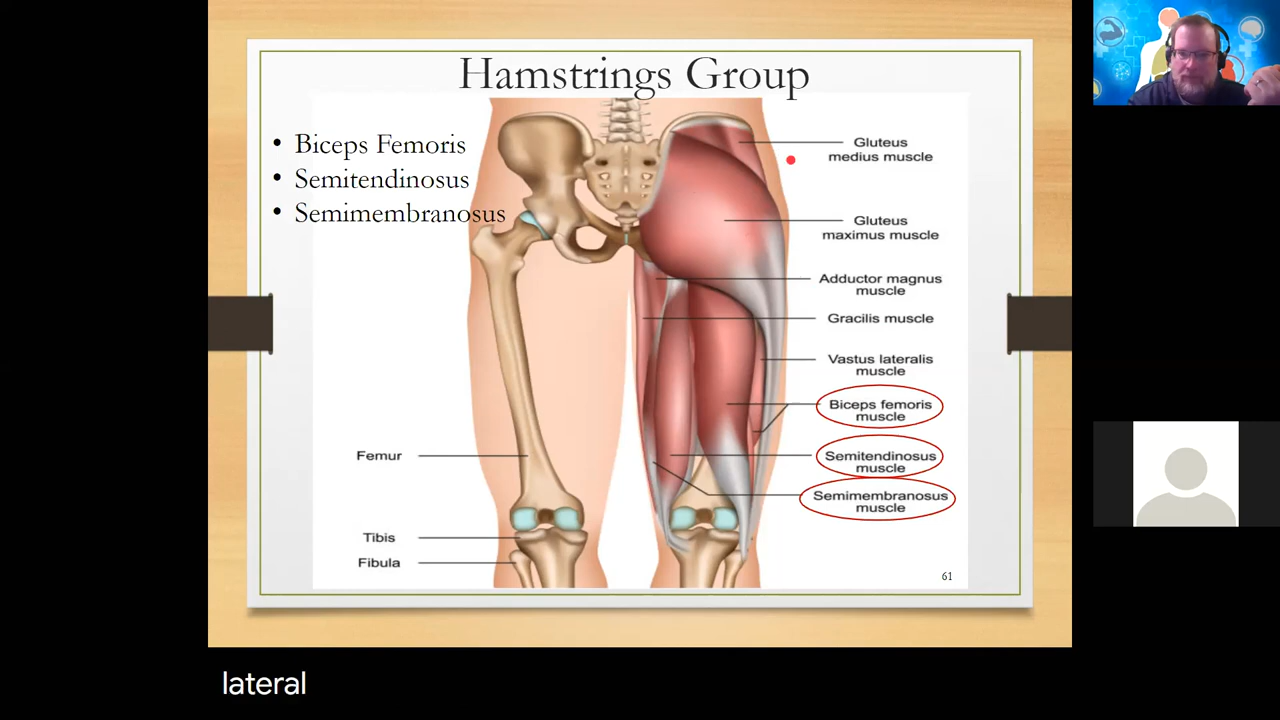 Hamstrings Group
• Biceps Femoris
• Semitendinosus
• Semimembranosus
Gluteus
medius muscle
Gluteus
maximus muscle
Adductor magnus
muscle
Gracilis muscle
Vastus lateralis
muscle
Biceps femoris
muscle
Semitendinosus
muscle
Semimembranosus
muscle
Femur
Tibis
Fibula
61
lateral